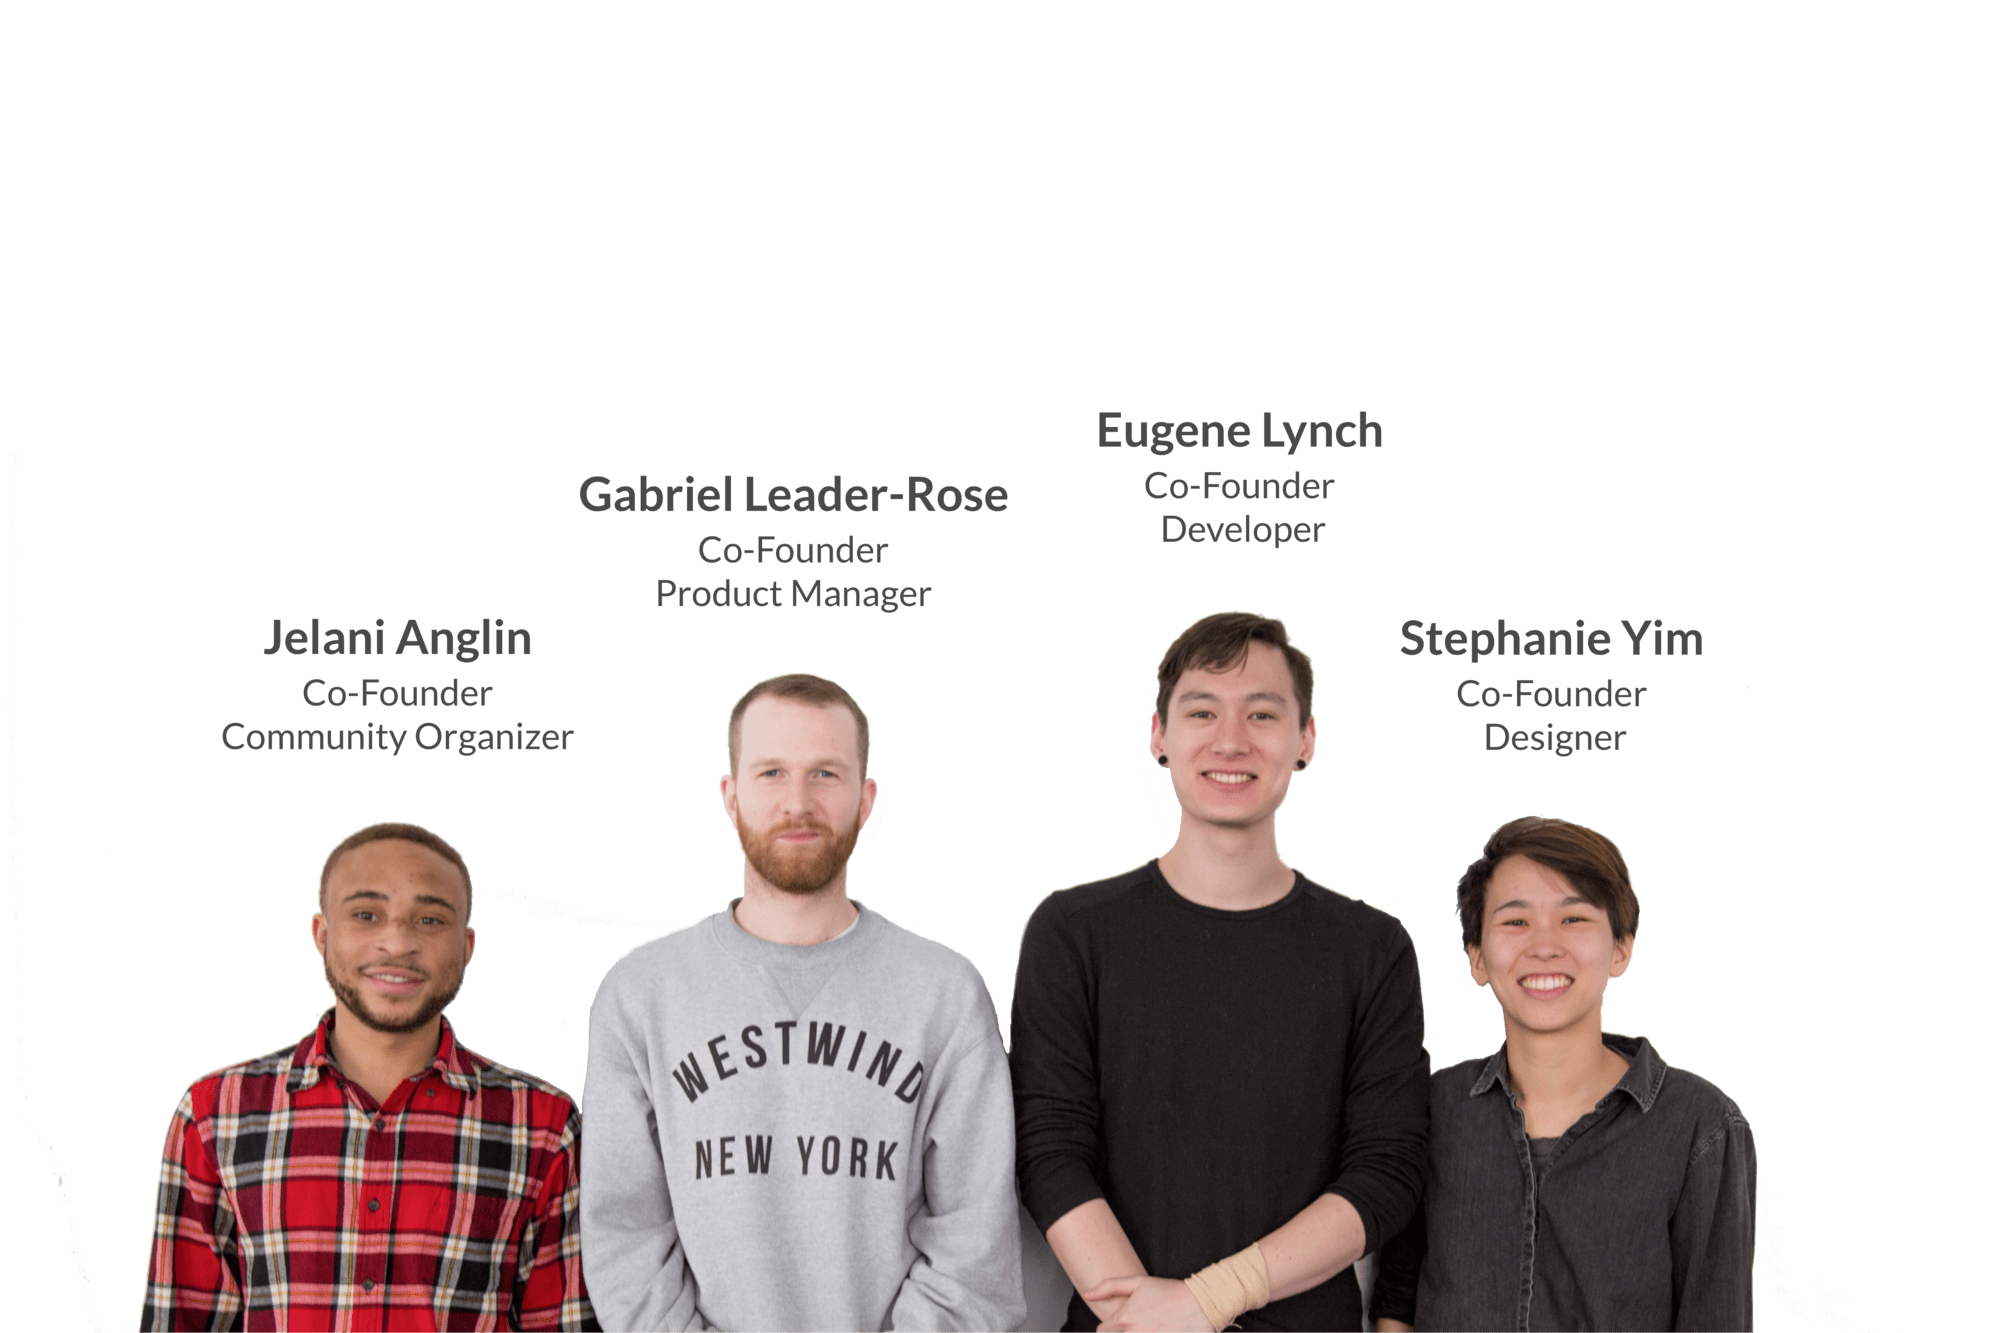 Jelani Anglin
Co-Founder
Community Organizer
Gabriel Leader-Rose
Co-Founder
Product Manager
Eugene Lynch
Co-Founder
Developer
Stephanie Yim
Co-Founder
Designer
WESTWIND
NEW YORK